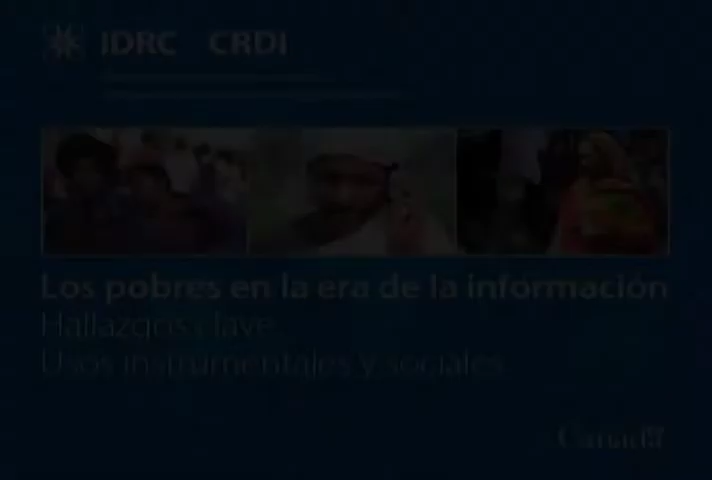 IDRC CRDI
Los pobres en la era de la información
Hallazgos clave
Usos instrumentales y sociales
Canada